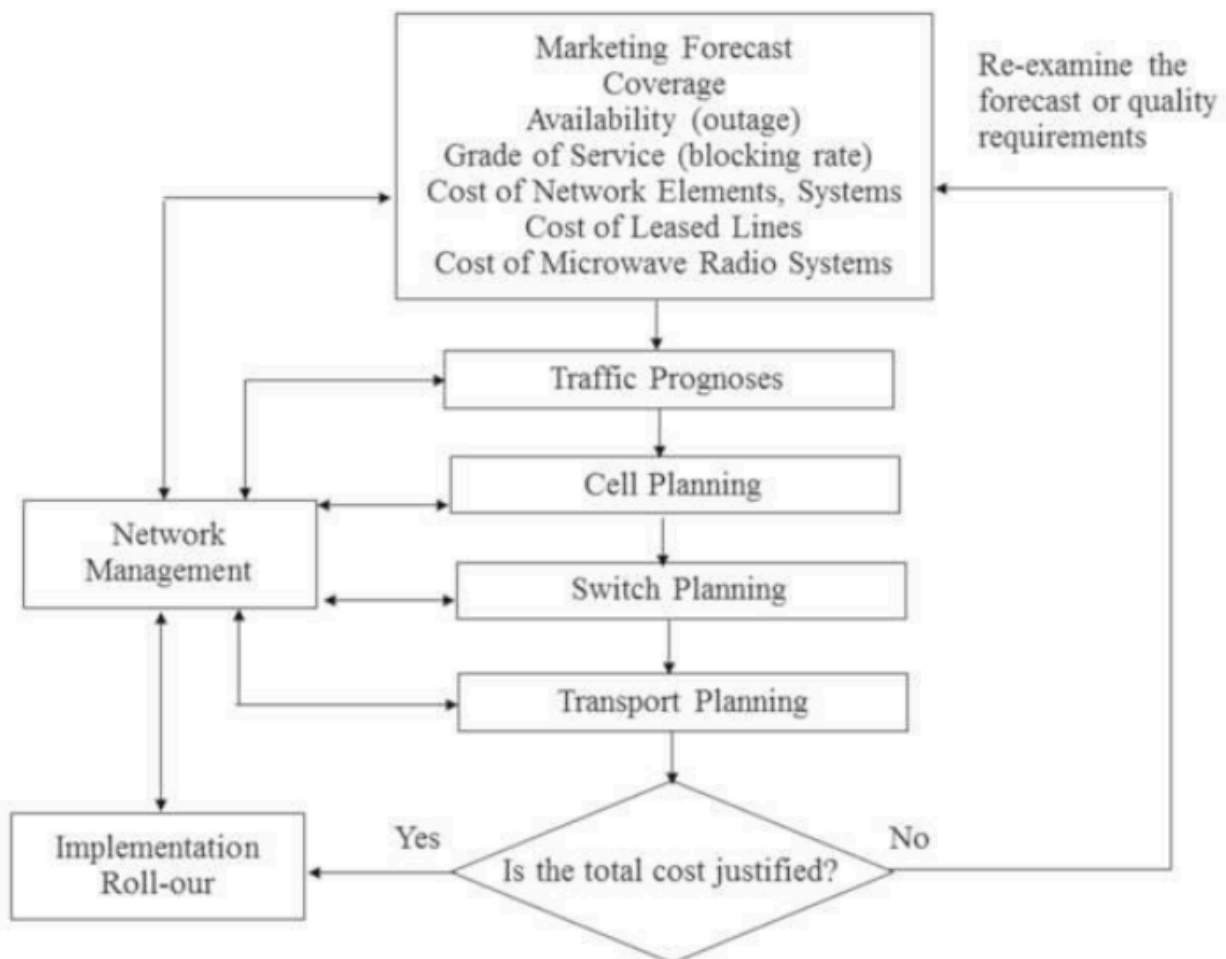 Marketing Forecast
Coverage
Availability (outage)
Grade of Service (blocking rate)
Cost of Network Elements, Systems
Cost of Leased Lines
Cost of Microwave Radio Systems
Re-examine the
forecast or quality
requirements
Traffic Prognoses
Cell Planning
Network
Management
Switch Planning
Transport Planning
Yes
No
Is the total cost justified?
Implementation
Roll-our